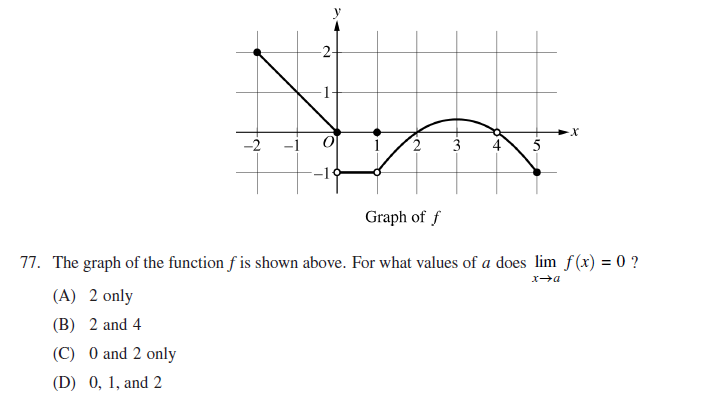 y
2
1
x
−2 −1 O 1 2 3 4 5
−1
Graph of f
77. The graph of the function f is shown above. For what values of a does lim f(x) = 0 ?
x→a
(A) 2 only
(B) 2 and 4
(C) 0 and 2 only
(D) 0, 1, and 2